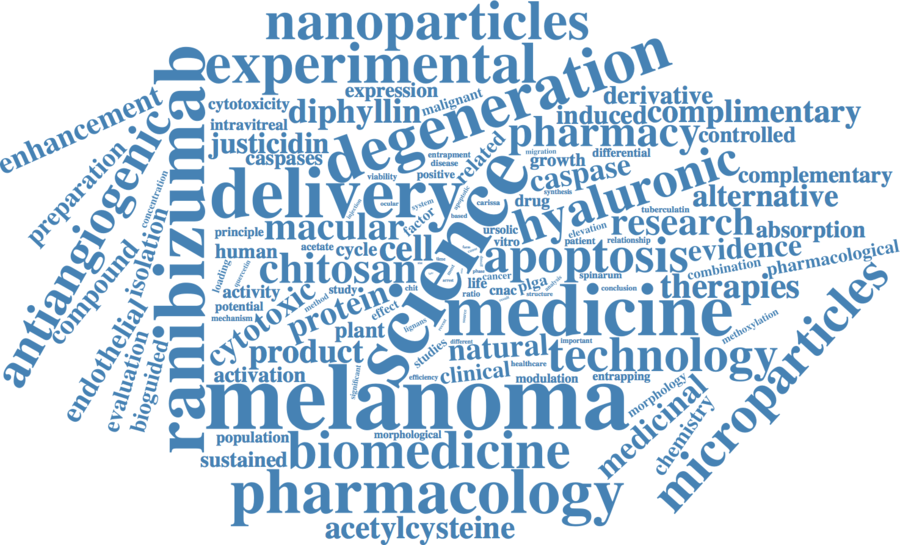 nanoparticles
experimental
expression
enhancement
cytotoxicity
diphyllin
malignant
degeneration
derivative
induced
complimentary
intravitreal
justicidin
caspases
pharmacy
controlled
ranibizumab
antiangiogenic
preparation
concentration
entrapment
disease
positive
related
migration
growth
differential
caspase
viability
delivery
apoptotic
synthesis
drug
hyaluronic
complementary
alternative
injection
ocular
system
factor
based
carissa
science
principle
macular
ursolic
vitro
elevation
tuberculatin
research
absorption
patient
relationship
human
acetate
cycle
cell
apoptosis
evidence
pharmacological
compound
isolation
loading
quercetin
chitosan
cancer
combination
therapies
activity
study
chit
life
plga
spinarum
analysis
conclusion
potential
method
protein
effect
ratio
cnac
structure
medicine
mechanism
cytotoxic
plant
lignans
methoxylation
microparticles
endothelial
evaluation
bioguided
product
studies
different
natural
important
technology
activation
significant
efficiency
clinical
healthcare
modulation
entrapping
melanoma
morphology
medicinal
chemistry
population
morphological
sustained
biomedicine
pharmacology
acetylcysteine